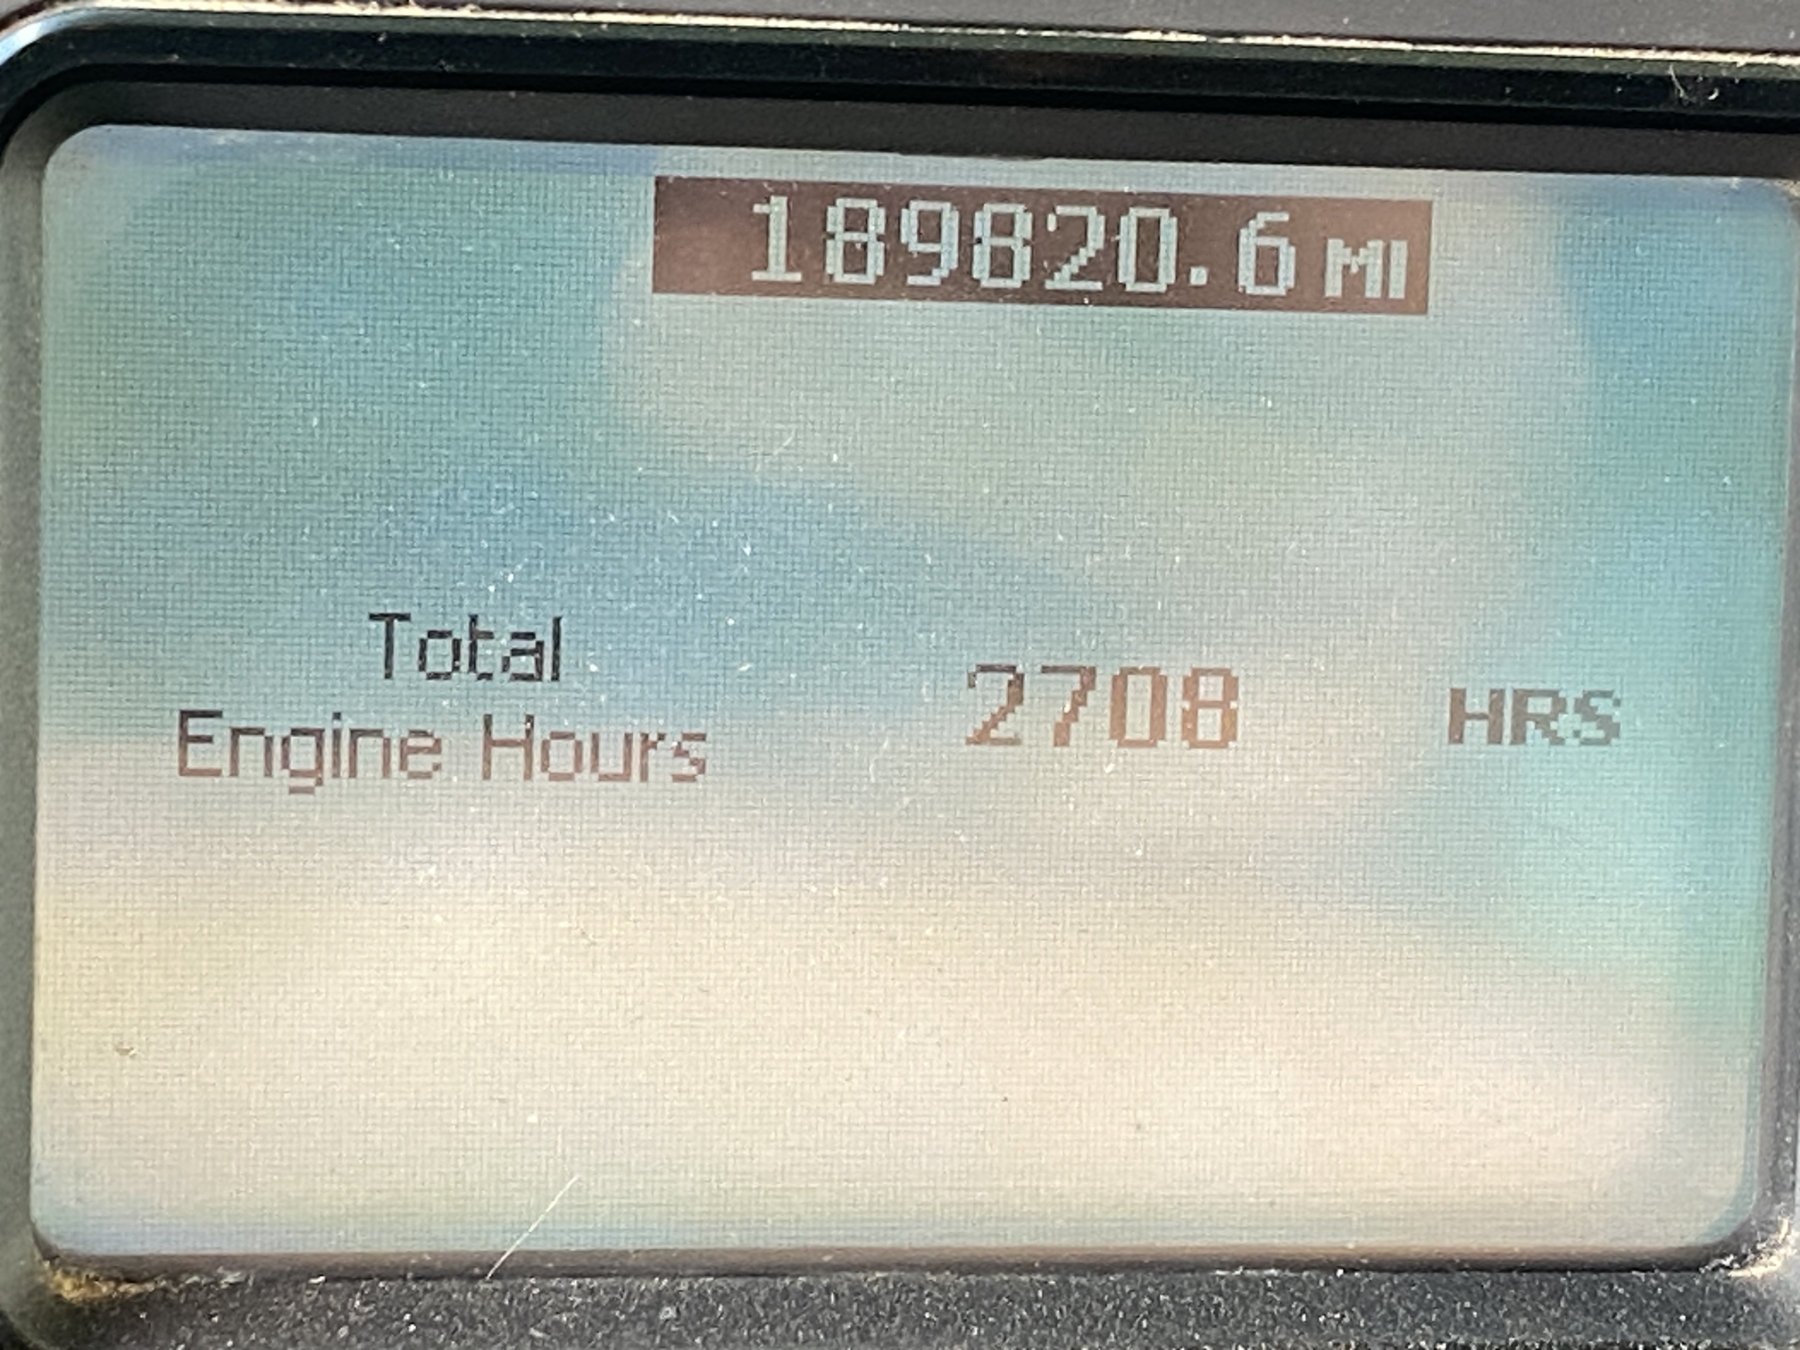 189820.6 MI
Total
Engine Hours 2708 HRS